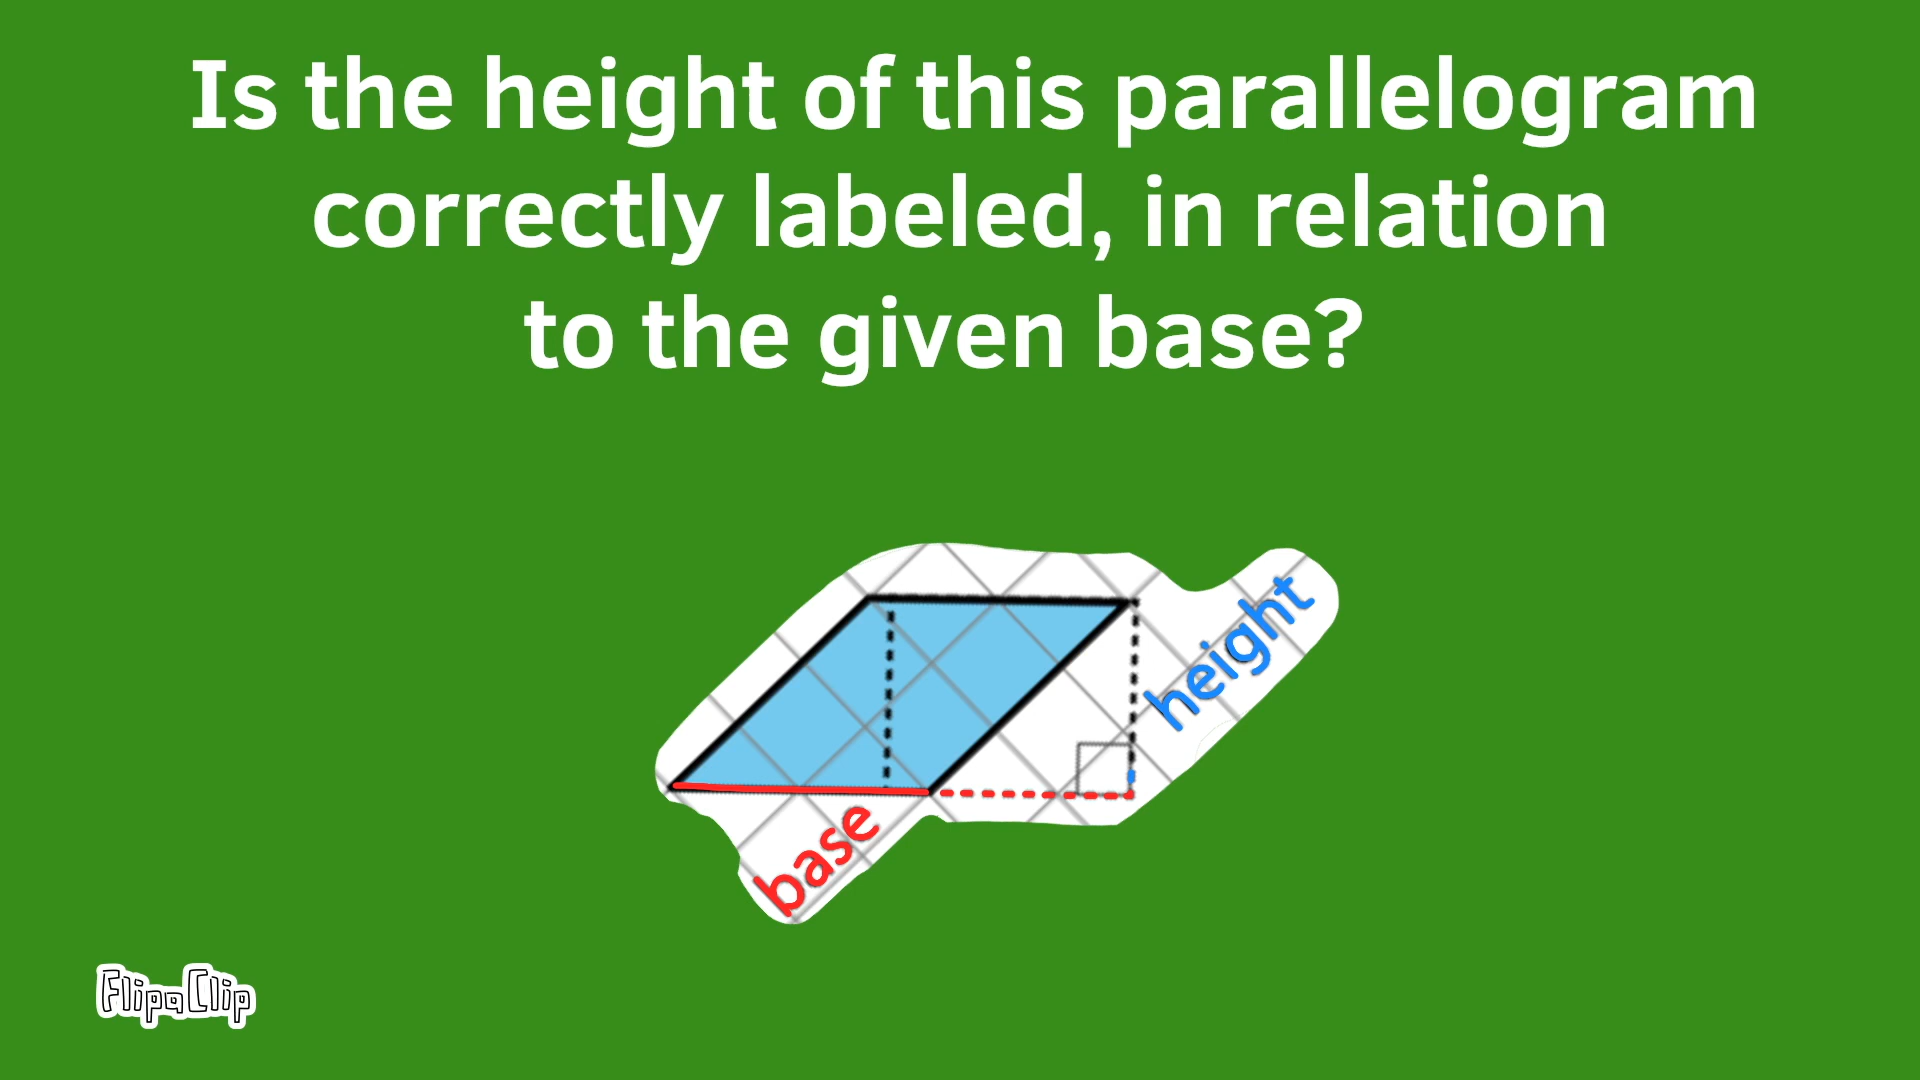 Is the height of this parallelogram
correctly labeled, in relation
to the given base?
height
base
FlipaClip